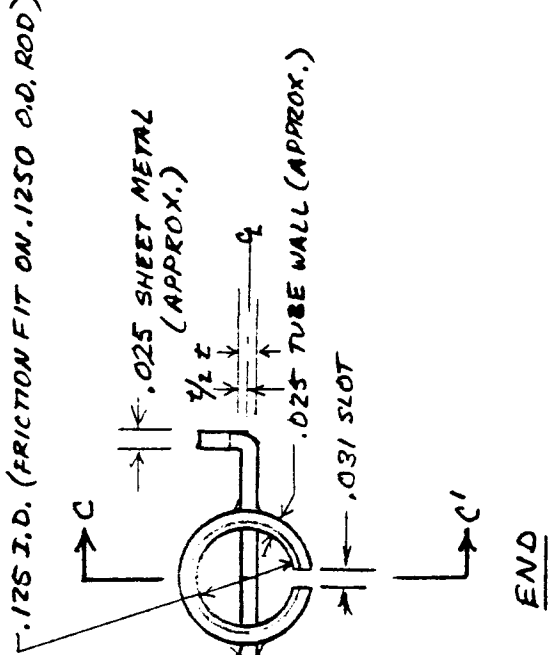 .125 I.D. (FRICTION FIT ON .1250 O.D. ROD)
.025 SHEET METAL
(APPROX.)
C
t/2 t
℄
.025 TUBE WALL (APPROX.)
.031 SLOT
C'
END